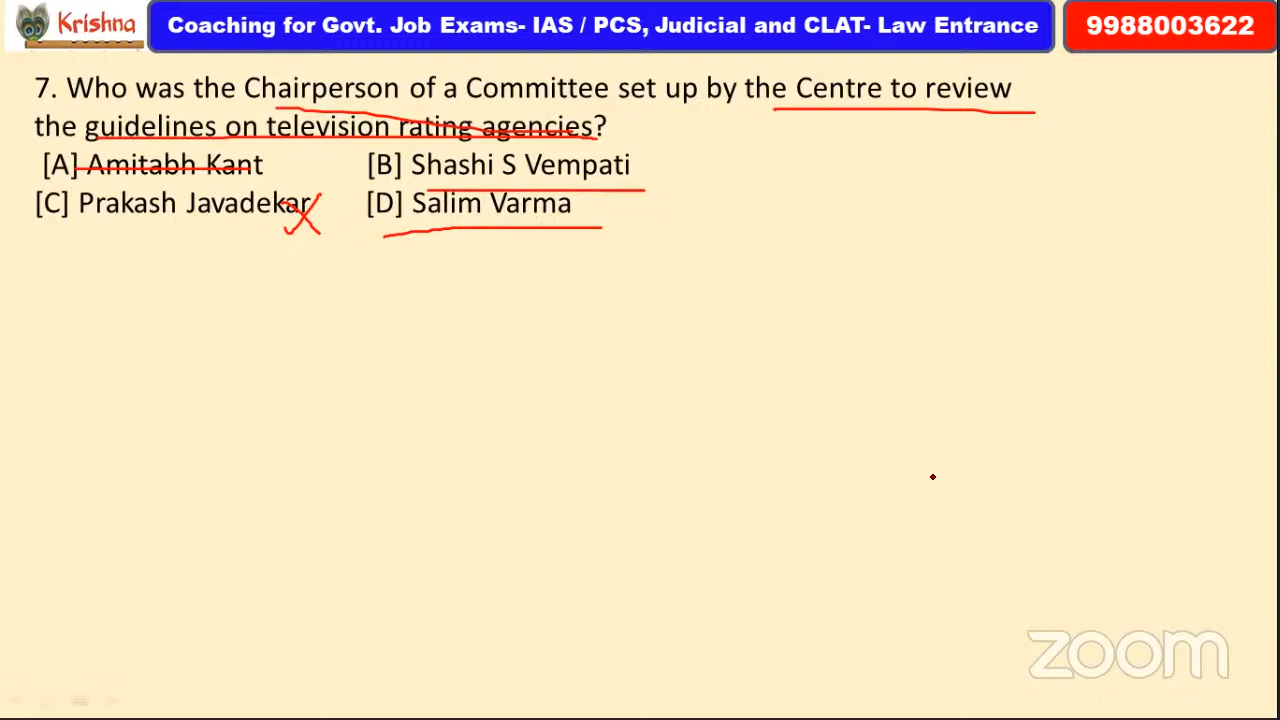 Krishna
Coaching for Govt. Job Exams- IAS / PCS, Judicial and CLAT- Law Entrance
9988003622
7. Who was the Chairperson of a Committee set up by the Centre to review
the guidelines on television rating agencies?
[A] Amitabh Kant [B] Shashi S Vempati
[C] Prakash Javadekar [D] Salim Varma
zoom